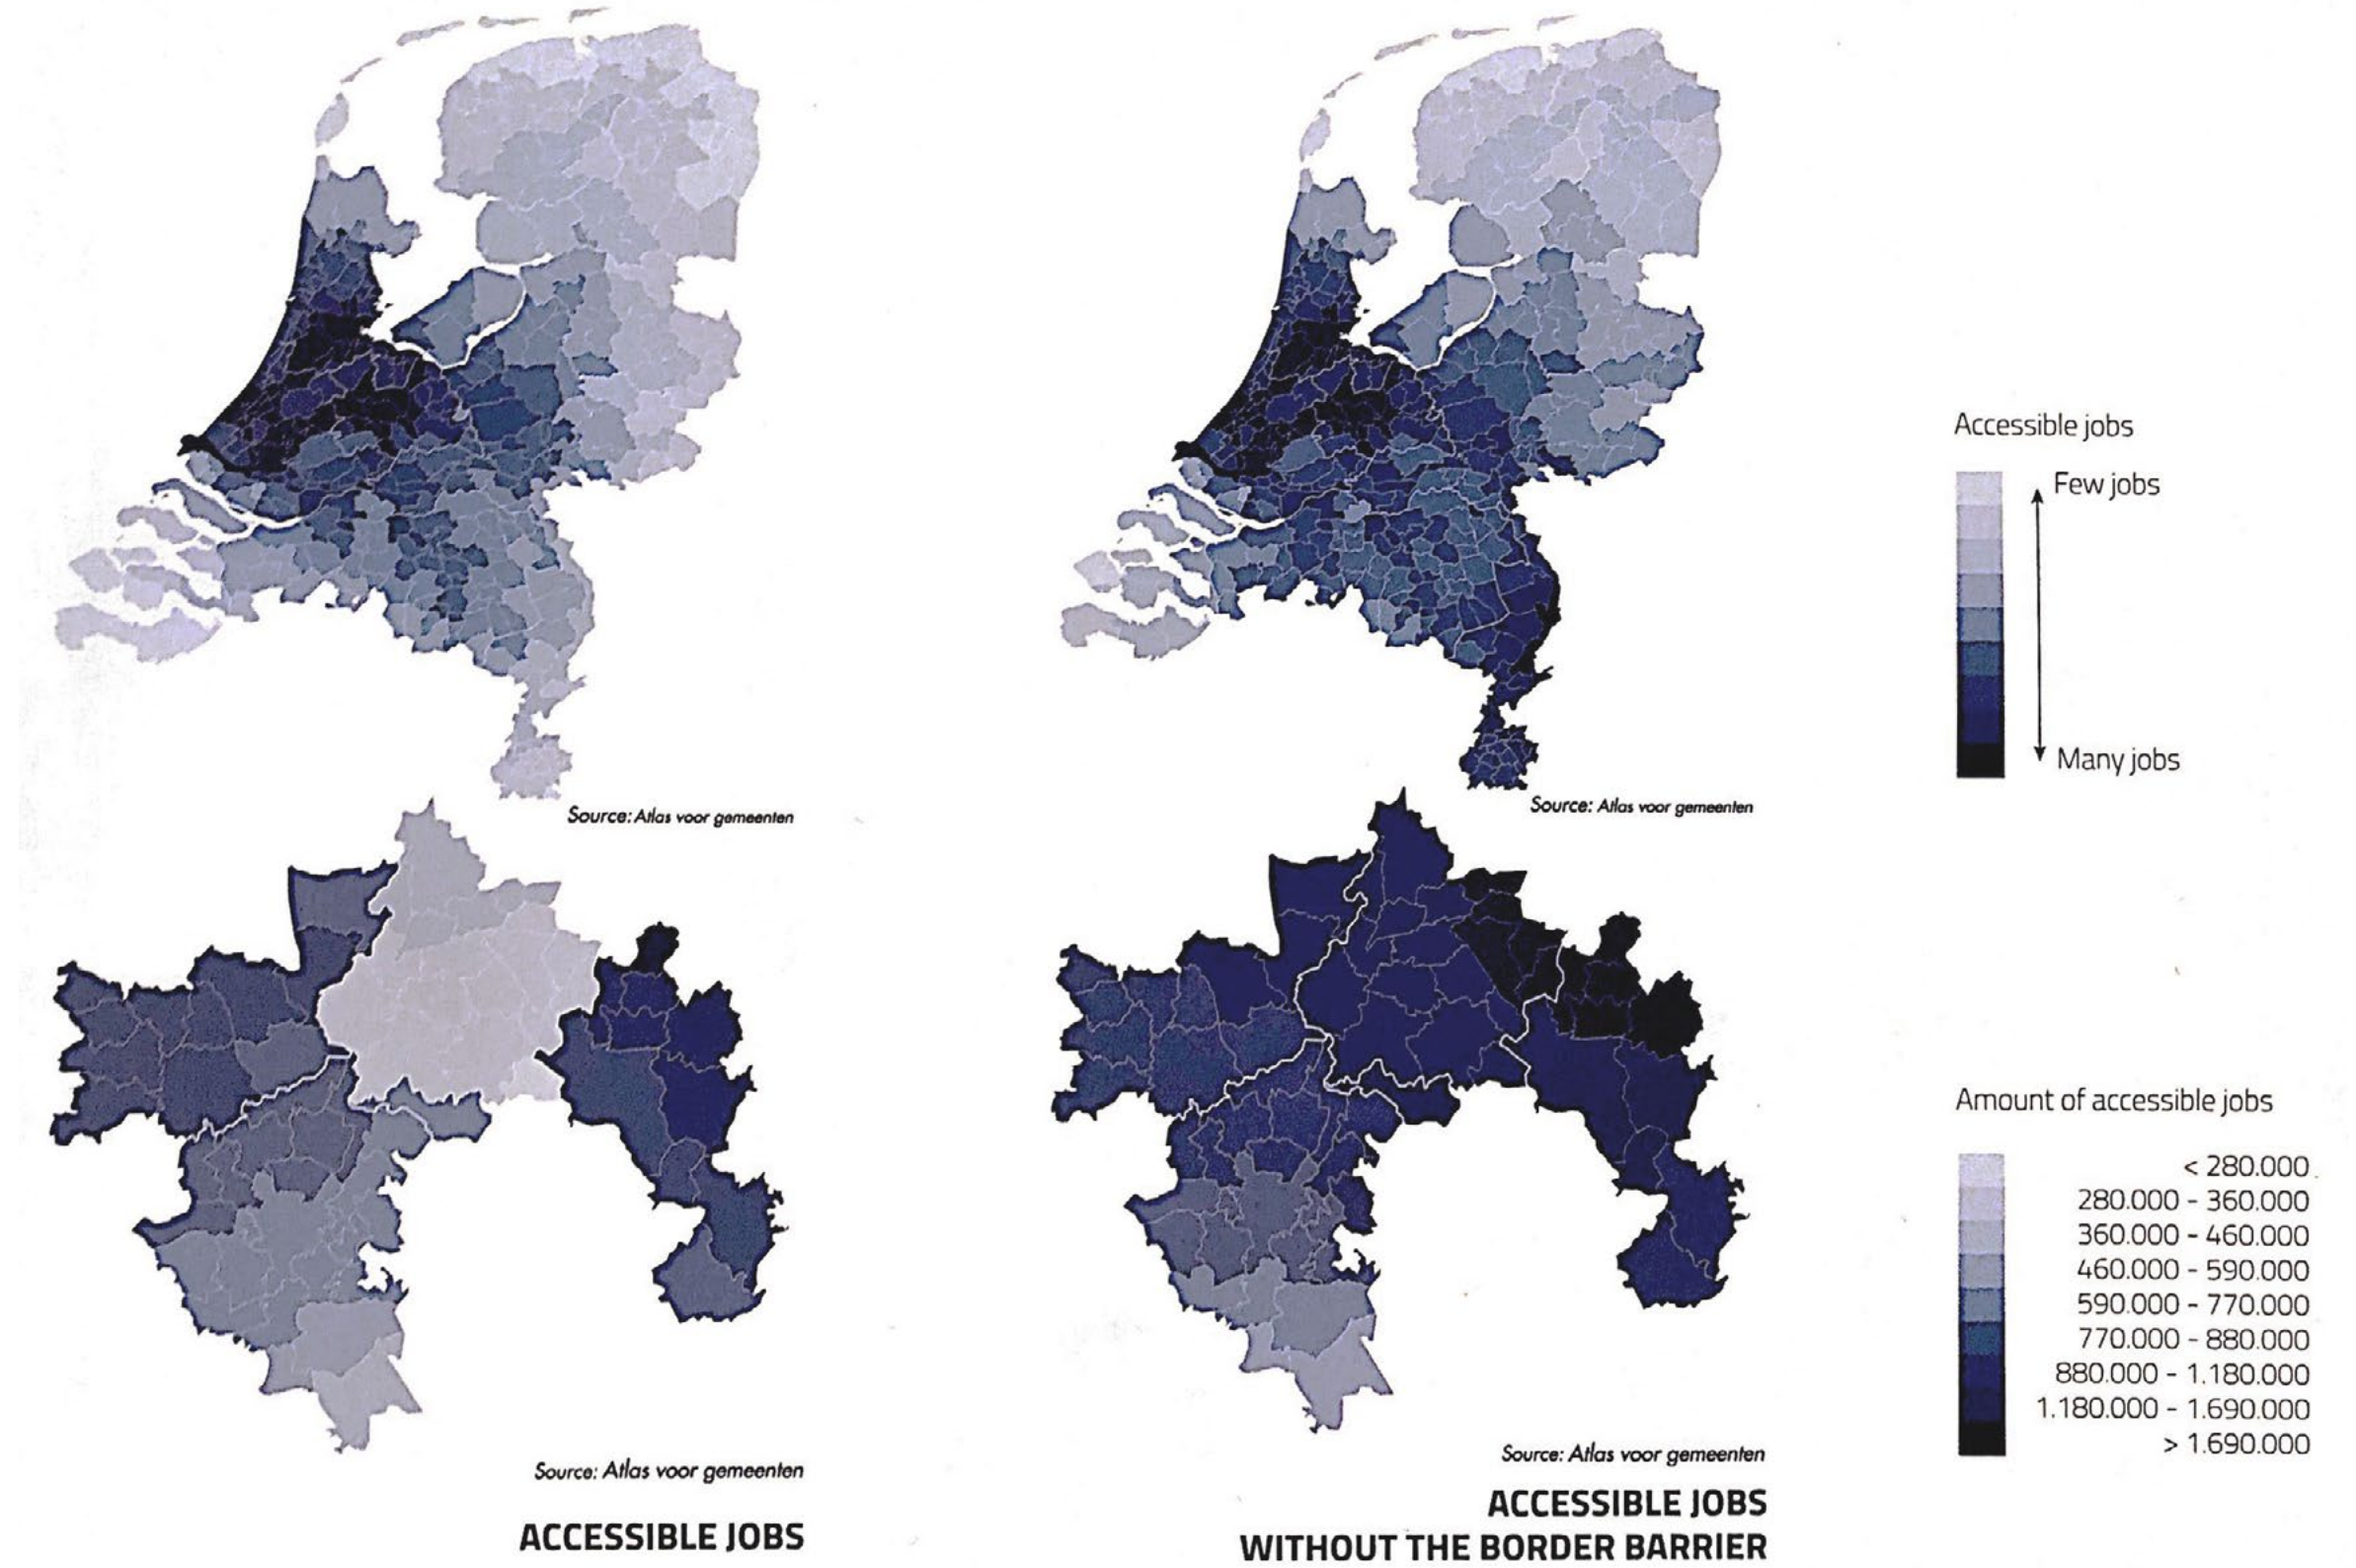 Accessible jobs
Few jobs
Many jobs
Source: Atlas voor gemeenten
Source: Atlas voor gemeenten
Amount of accessible jobs
< 280.000
280.000 - 360.000
360.000 - 460.000
460.000 - 590.000
590.000 - 770.000
770.000 - 880.000
880.000 - 1.180.000
1.180.000 - 1.690.000
> 1.690.000
Source: Atlas voor gemeenten
ACCESSIBLE JOBS
Source: Atlas voor gemeenten
ACCESSIBLE JOBS
WITHOUT THE BORDER BARRIER